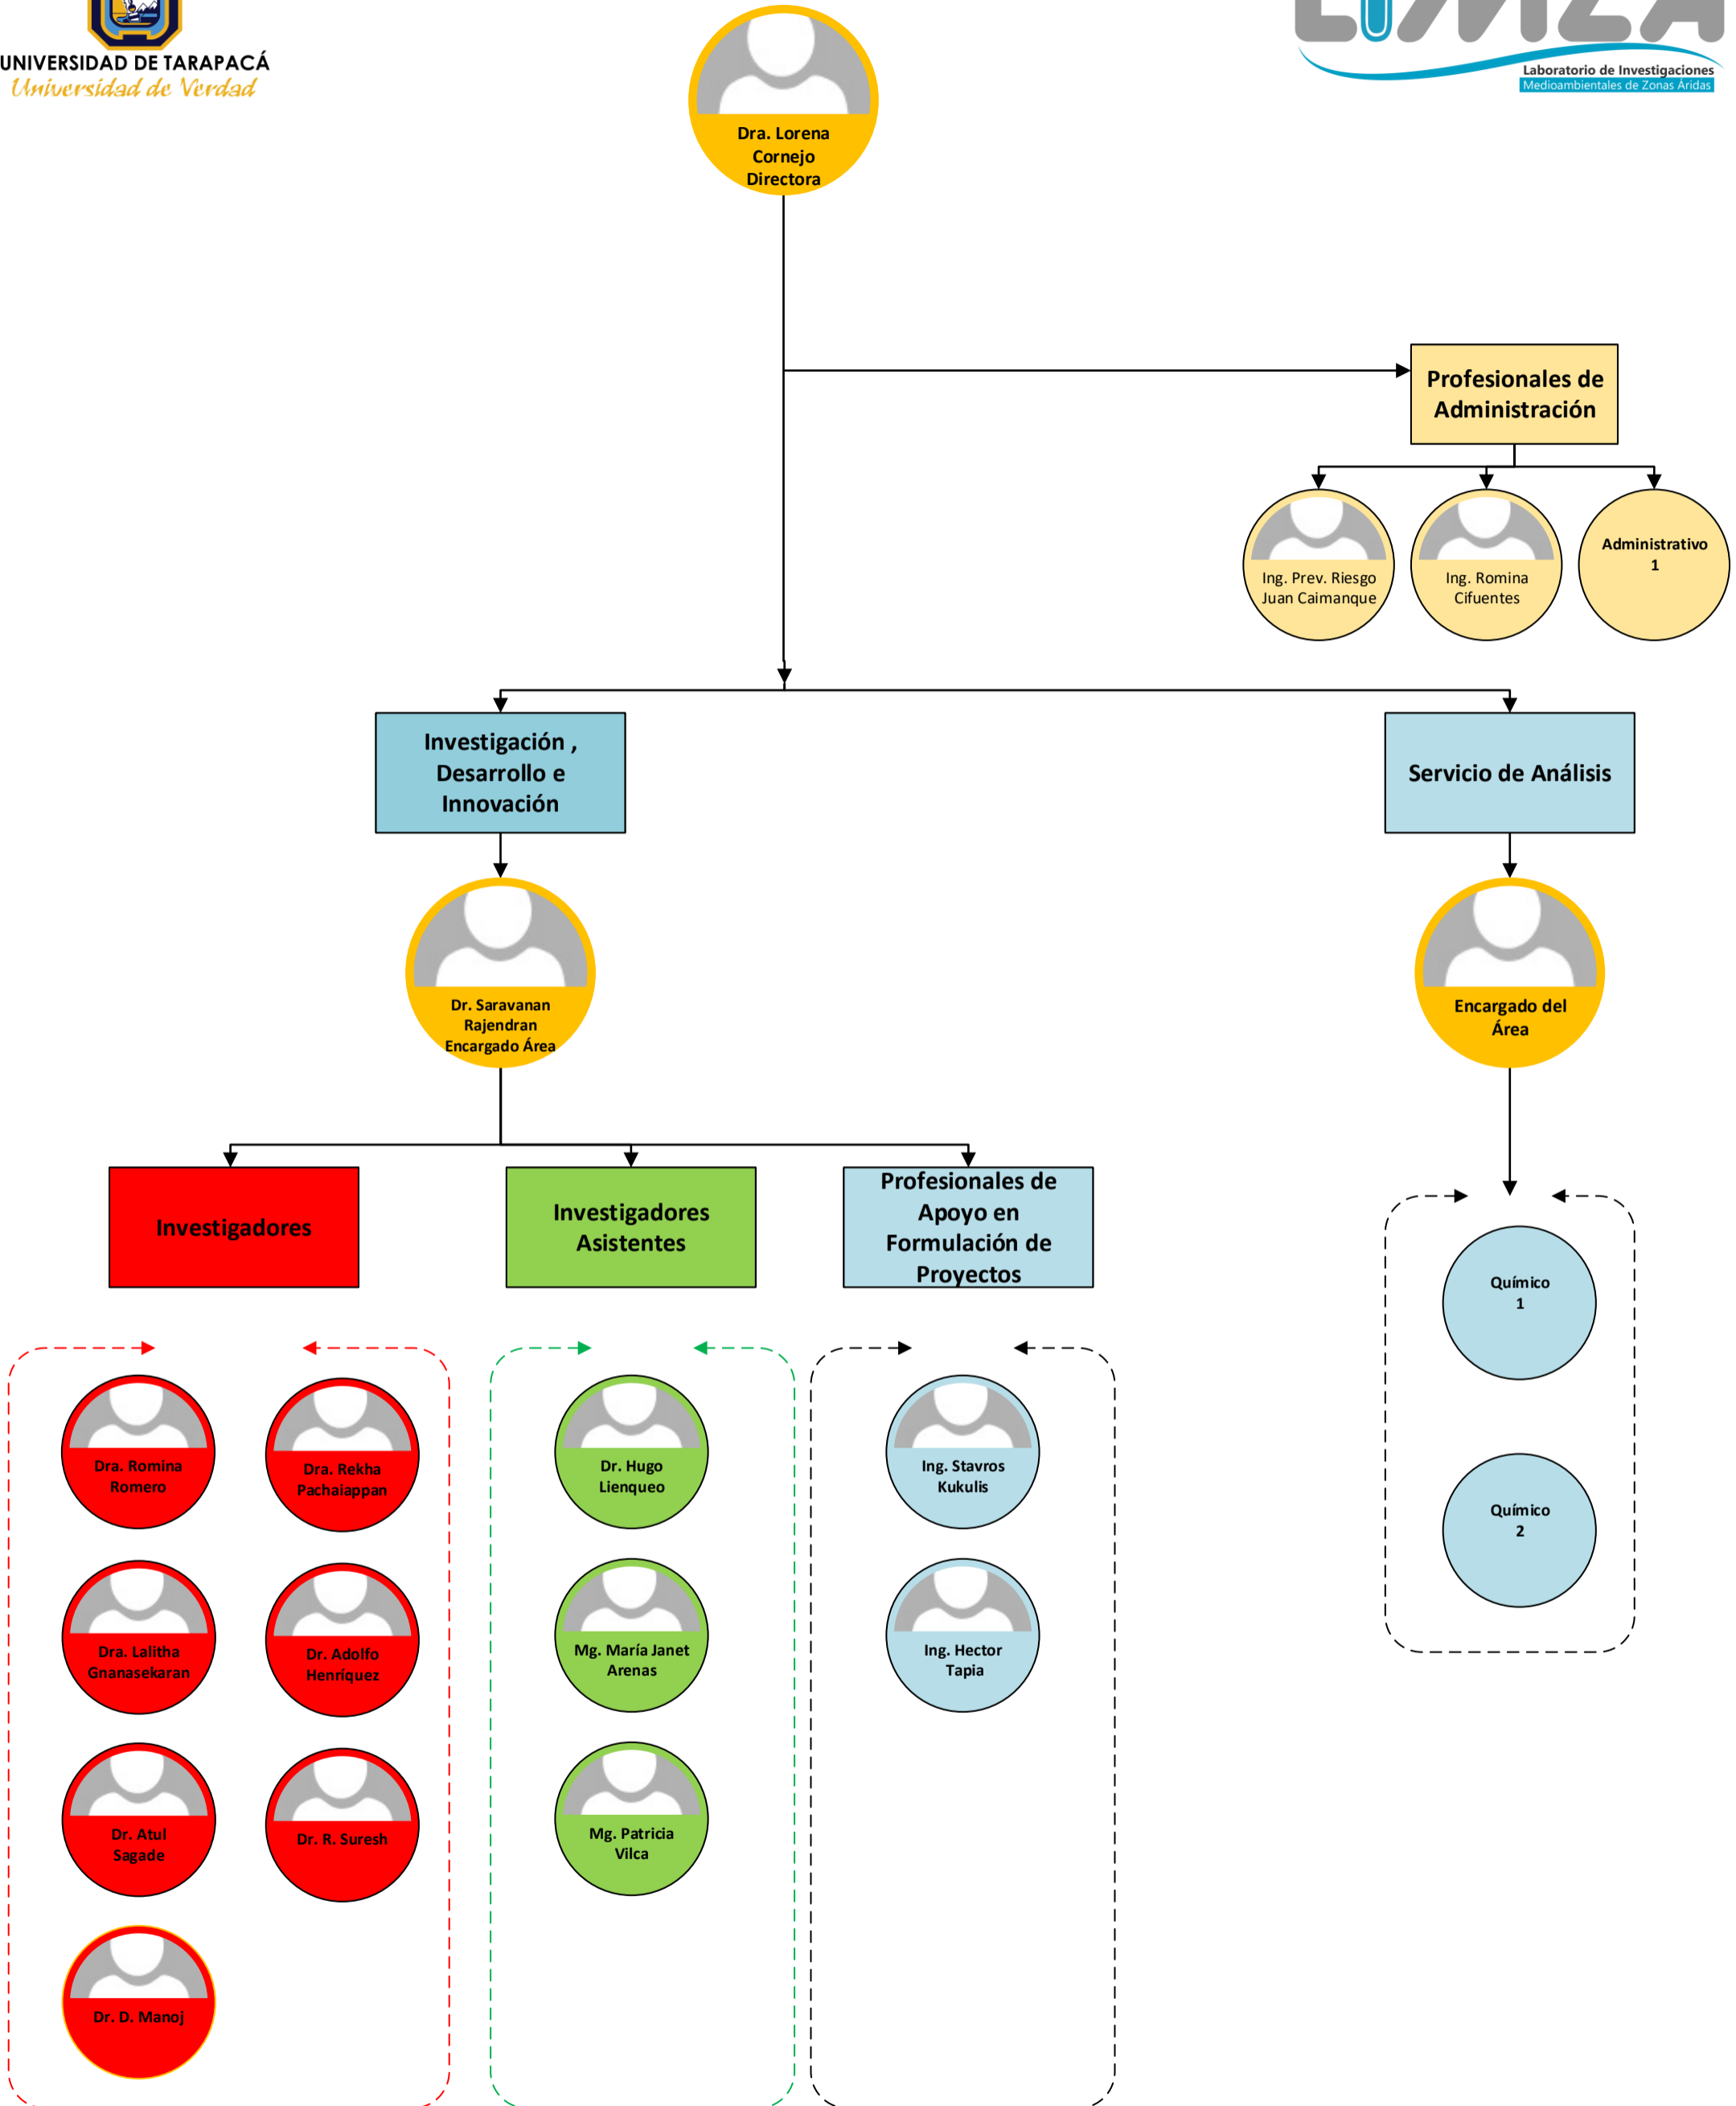 UNIVERSIDAD DE TARAPACÁ
Universidad de Verdad
LIMZA
Laboratorio de Investigaciones
Medioambientales de Zonas Áridas
Dra. Lorena
Cornejo
Directora
Profesionales de
Administración
Ing. Prev. Riesgo
Juan Caimanque
Ing. Romina
Cifuentes
Administrativo
1
Investigación ,
Desarrollo e
Innovación
Servicio de Análisis
Dr. Saravanan
Rajendran
Encargado Área
Encargado del
Área
Investigadores
Investigadores
Asistentes
Profesionales de
Apoyo en
Formulación de
Proyectos
Químico
1
Químico
2
Dra. Romina
Romero
Dra. Rekha
Pachaiappan
Dra. Lalitha
Gnanasekaran
Dr. Adolfo
Henríquez
Dr. Atul
Sagade
Dr. R. Suresh
Dr. D. Manoj
Dr. Hugo
Lienqueo
Mg. María Janet
Arenas
Mg. Patricia
Vilca
Ing. Stavros
Kukulis
Ing. Hector
Tapia